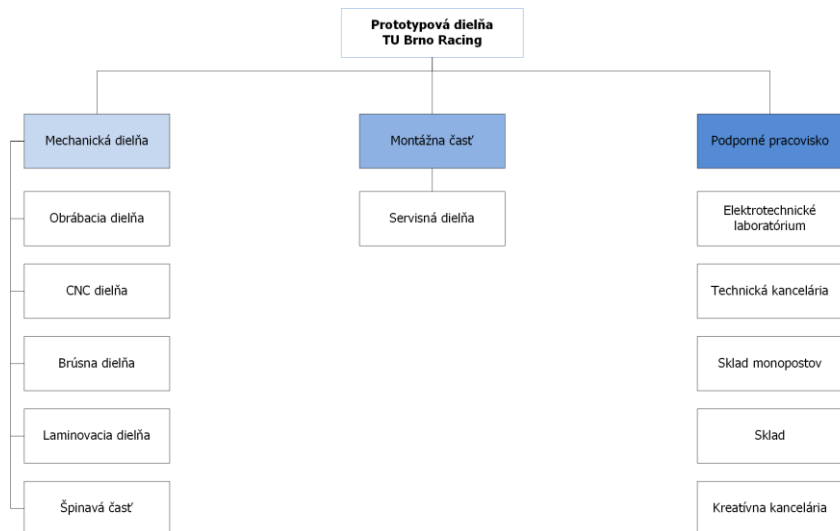 Prototypová dielňa
TU Brno Racing
Mechanická dielňa
Montážna časť
Podporné pracovisko
Obrábacia dielňa
Servisná dielňa
Elektrotechnické
laboratórium
CNC dielňa
Technická kancelária
Brúsna dielňa
Sklad monopostov
Laminovacia dielňa
Sklad
Špinavá časť
Kreatívna kancelária